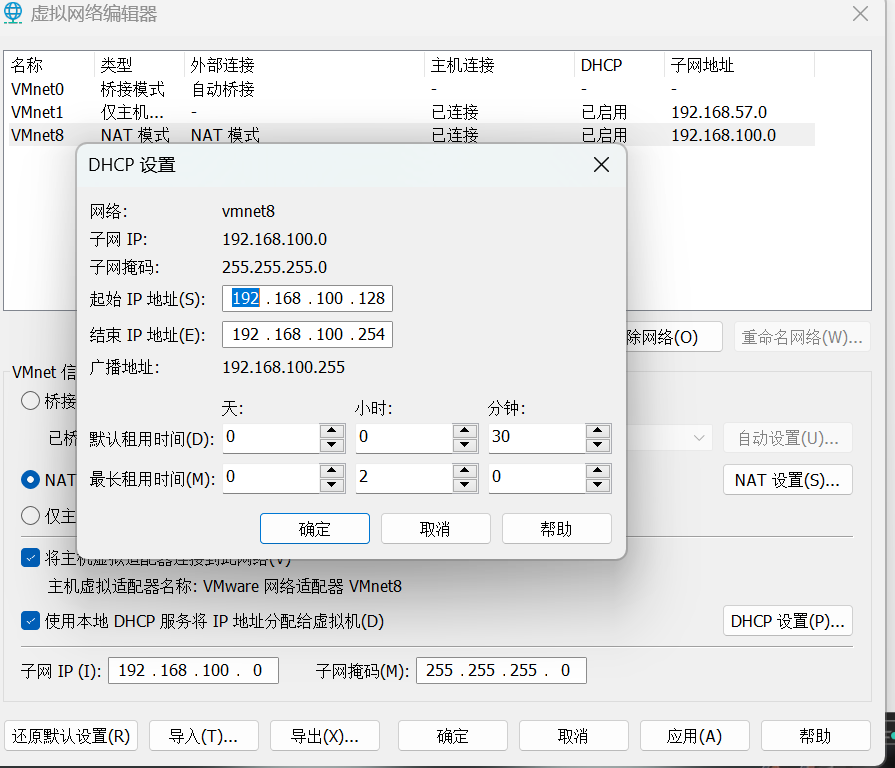 虚拟网络编辑器
名称 类型 外部连接 主机连接 DHCP 子网地址
VMnet0 桥接模式 自动桥接 - - -
VMnet1 仅主机... - 已连接 已启用 192.168.57.0
VMnet8 NAT 模式 NAT 模式 已连接 已启用 192.168.100.0
DHCP 设置
网络: vmnet8
子网 IP: 192.168.100.0
子网掩码: 255.255.255.0
起始 IP 地址(S): 192 . 168 . 100 . 128
结束 IP 地址(E): 192 . 168 . 100 . 254
广播地址: 192.168.100.255
天: 小时: 分钟:
默认租用时间(D): 0 0 30
最长租用时间(M): 0 2 0
确定 取消 帮助
除网络(O) 重命名网络(W)...
VMnet 信
桥接
已桥 自动设置(U)...
NAT NAT 设置(S)...
仅主
将主机虚拟适配器连接到此网络(V)
主机虚拟适配器名称: VMware 网络适配器 VMnet8
使用本地 DHCP 服务将 IP 地址分配给虚拟机(D) DHCP 设置(P)...
子网 IP (I): 192 . 168 . 100 . 0 子网掩码(M): 255 . 255 . 255 . 0
还原默认设置(R) 导入(T)... 导出(X)... 确定 取消 应用(A) 帮助